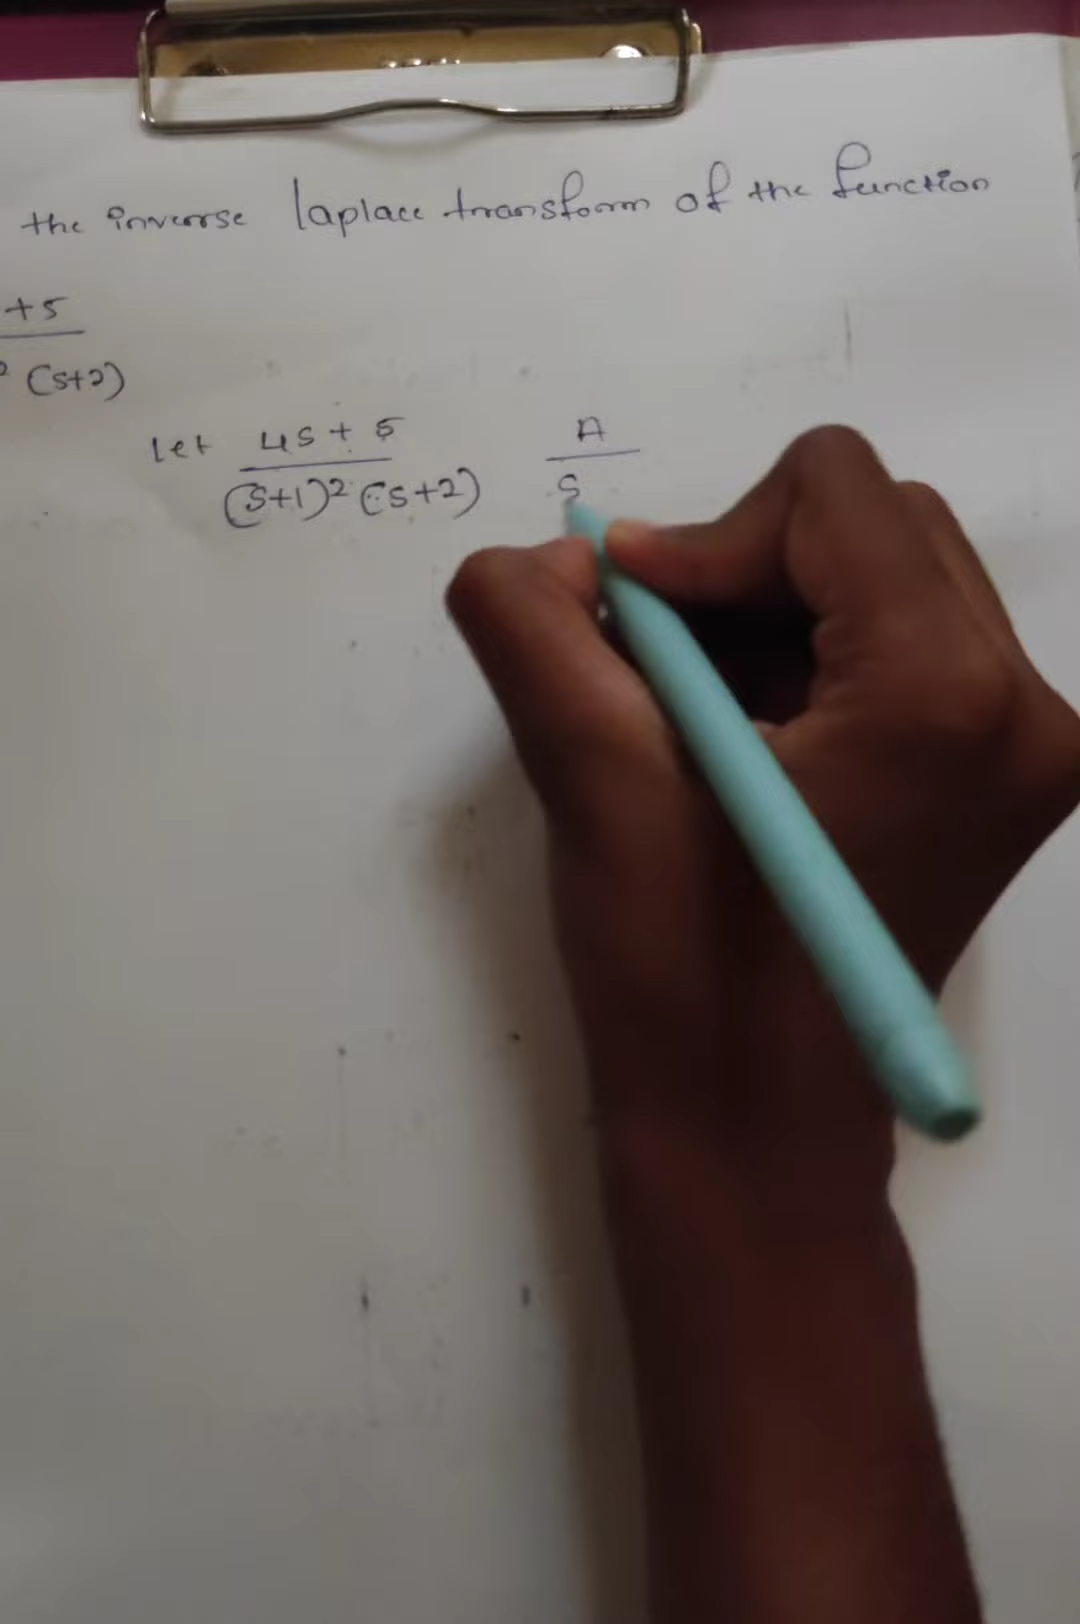 the inverse laplace transform of the function
+5
(s+2)
Let 4s + 5 A
(s+1)² (s+2) s